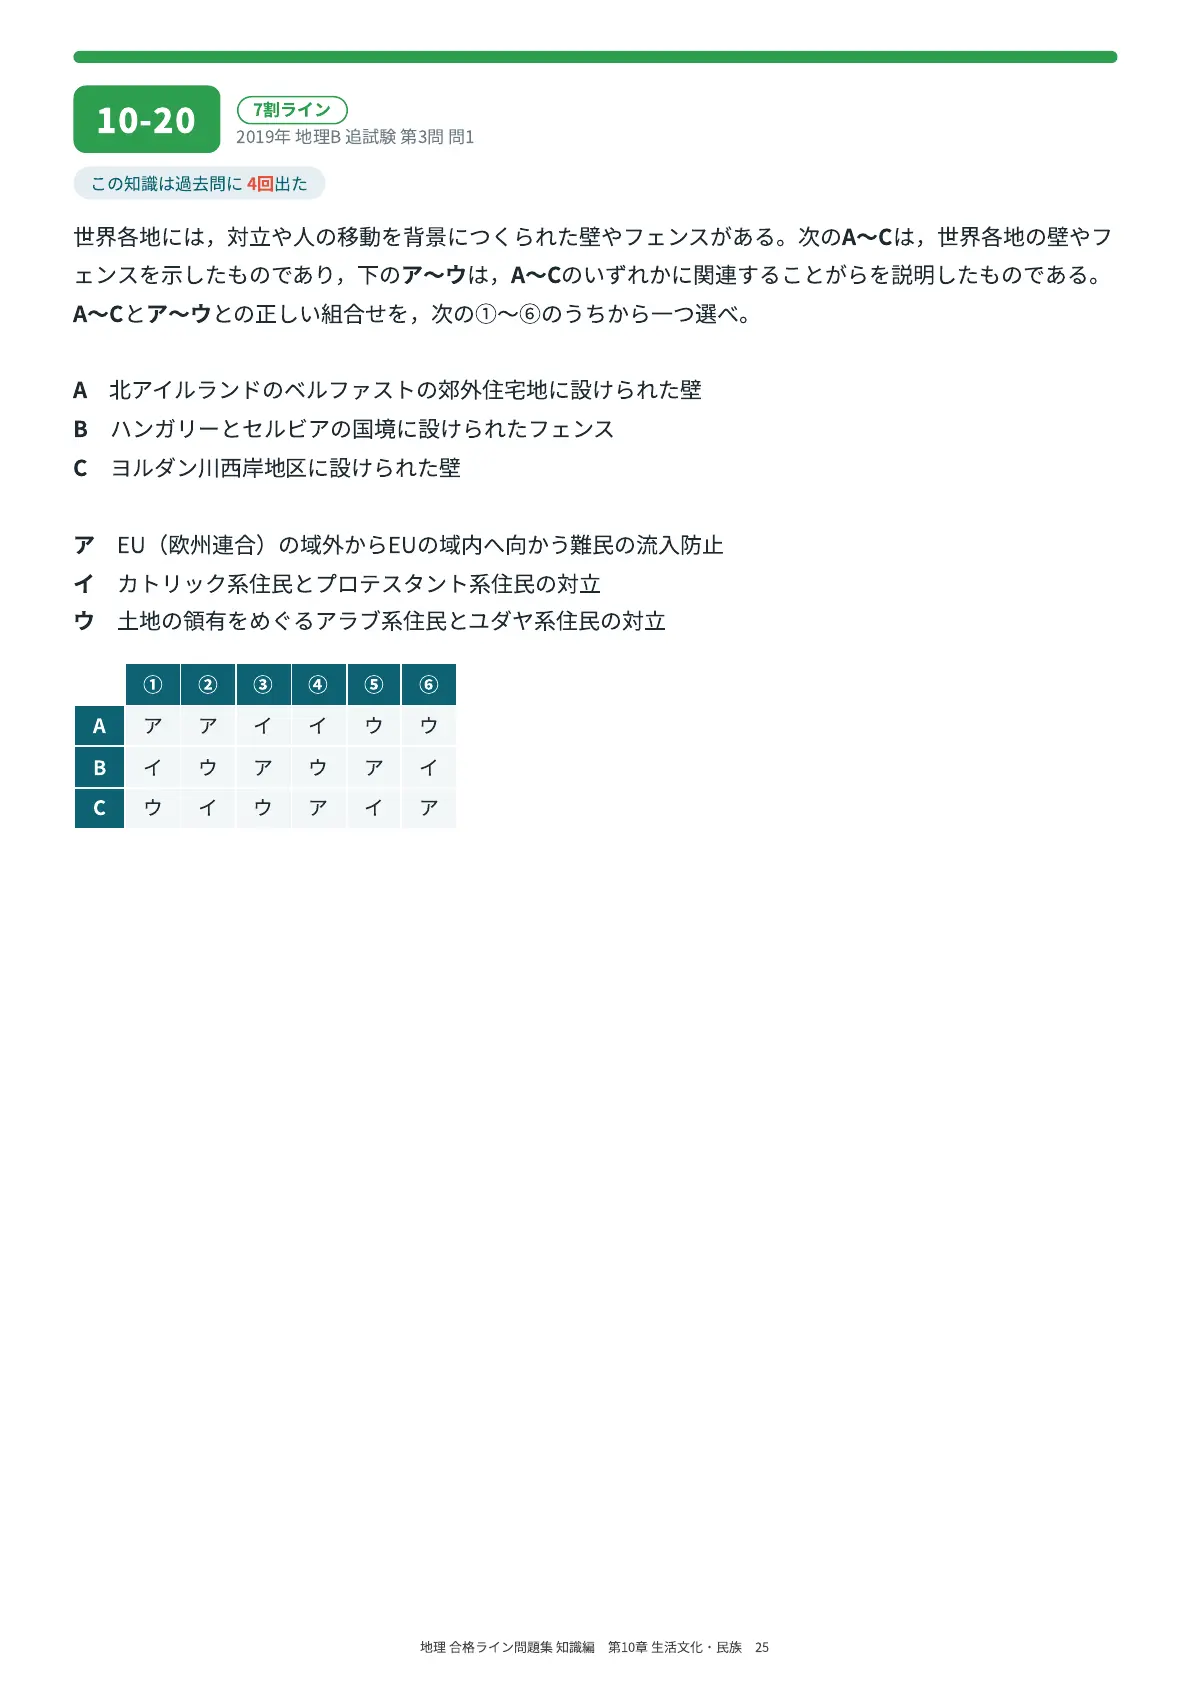 10-20
7割ライン
2019年 地理B 追試験 第3問 問1
この知識は過去問に 4回出た
世界各地には，対立や人の移動を背景につくられた壁やフェンスがある。次のA〜Cは，世界各地の壁やフ
ェンスを示したものであり，下のア〜ウは，A〜Cのいずれかに関連することがらを説明したものである。
A〜Cとア〜ウとの正しい組合せを，次の①〜⑥のうちから一つ選べ。
A 北アイルランドのベルファストの郊外住宅地に設けられた壁
B ハンガリーとセルビアの国境に設けられたフェンス
C ヨルダン川西岸地区に設けられた壁
ア EU（欧州連合）の域外からEUの域内へ向かう難民の流入防止
イ カトリック系住民とプロテスタント系住民の対立
ウ 土地の領有をめぐるアラブ系住民とユダヤ系住民の対立
① ② ③ ④ ⑤ ⑥
A ア ア イ イ ウ ウ
B イ ウ ア ウ ア イ
C ウ イ ウ ア イ ア
地理 合格ライン問題集 知識編 第10章 生活文化・民族 25